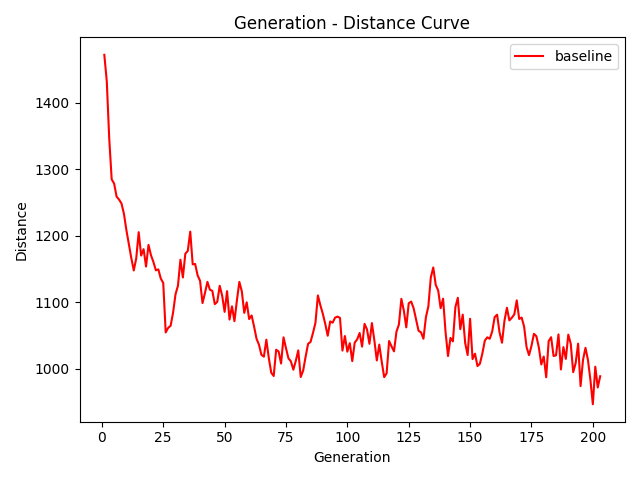 Generation - Distance Curve
baseline
Distance
1400
1300
1200
1100
1000
0 25 50 75 100 125 150 175 200
Generation